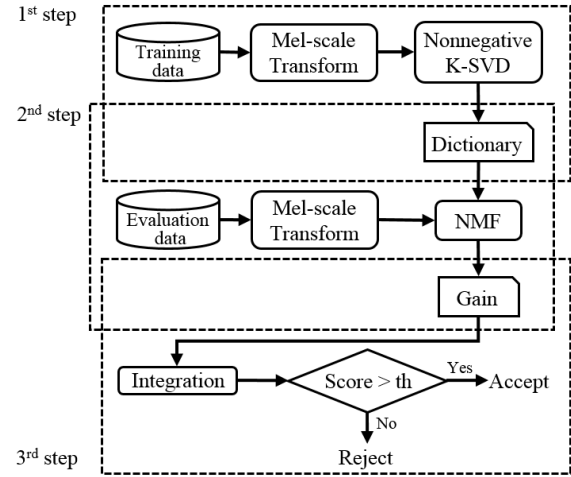 1st step
Training
data
Mel-scale
Transform
Nonnegative
K-SVD
2nd step
Dictionary
Evaluation
data
Mel-scale
Transform
NMF
Gain
Integration
Score > th
Yes
Accept
No
3rd step
Reject